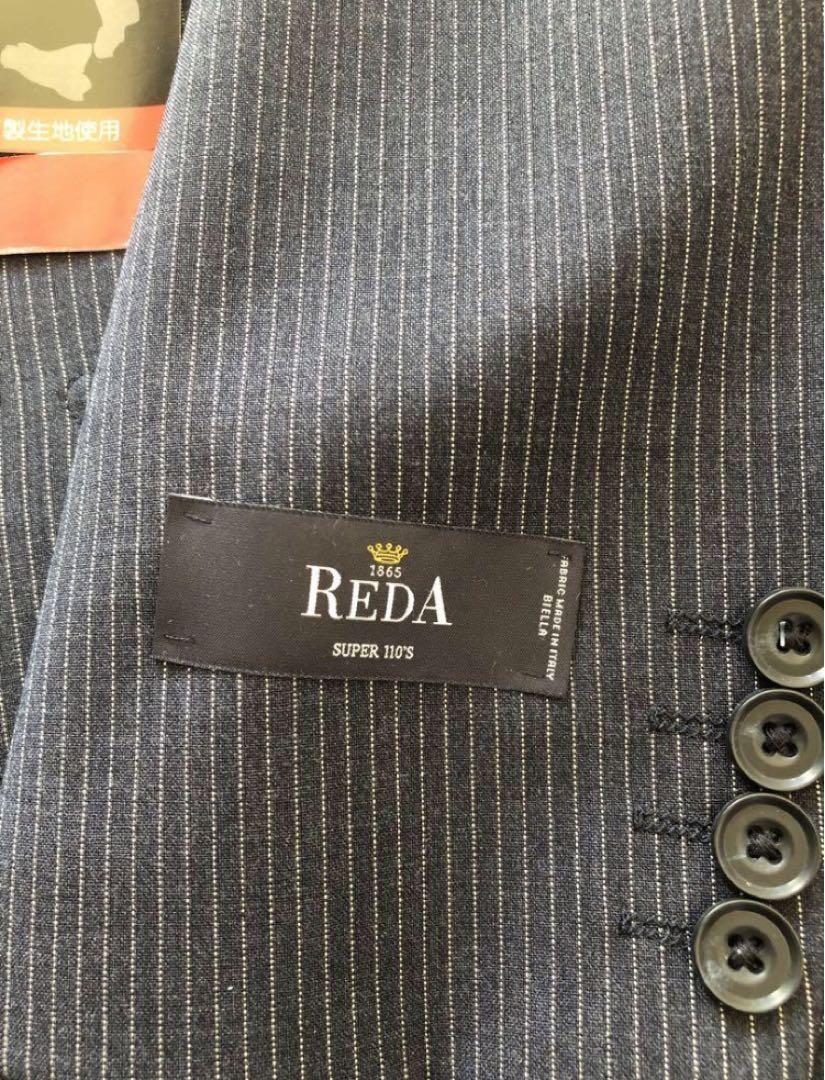 製生地使用
1865
REDA
SUPER 110'S
FABRIC MADE IN ITALY
BIELLA